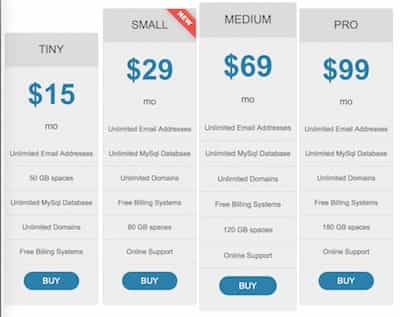 TINY
$15
mo
Unlimited Email Addresses
Unlimited MySql Database
50 GB spaces
Unlimited MySql Database
Unlimited Domains
Free Billing Systems
BUY
SMALL
NEW
$29
mo
Unlimited Email Addresses
Unlimited MySql Database
Unlimited Domains
Free Billing Systems
80 GB spaces
Online Support
BUY
MEDIUM
$69
mo
Unlimited Email Addresses
Unlimited MySql Database
Unlimited Domains
Free Billing Systems
120 GB spaces
Online Support
BUY
PRO
$99
mo
Unlimited Email Addresses
Unlimited MySql Database
Unlimited Domains
Free Billing Systems
180 GB spaces
Online Support
BUY